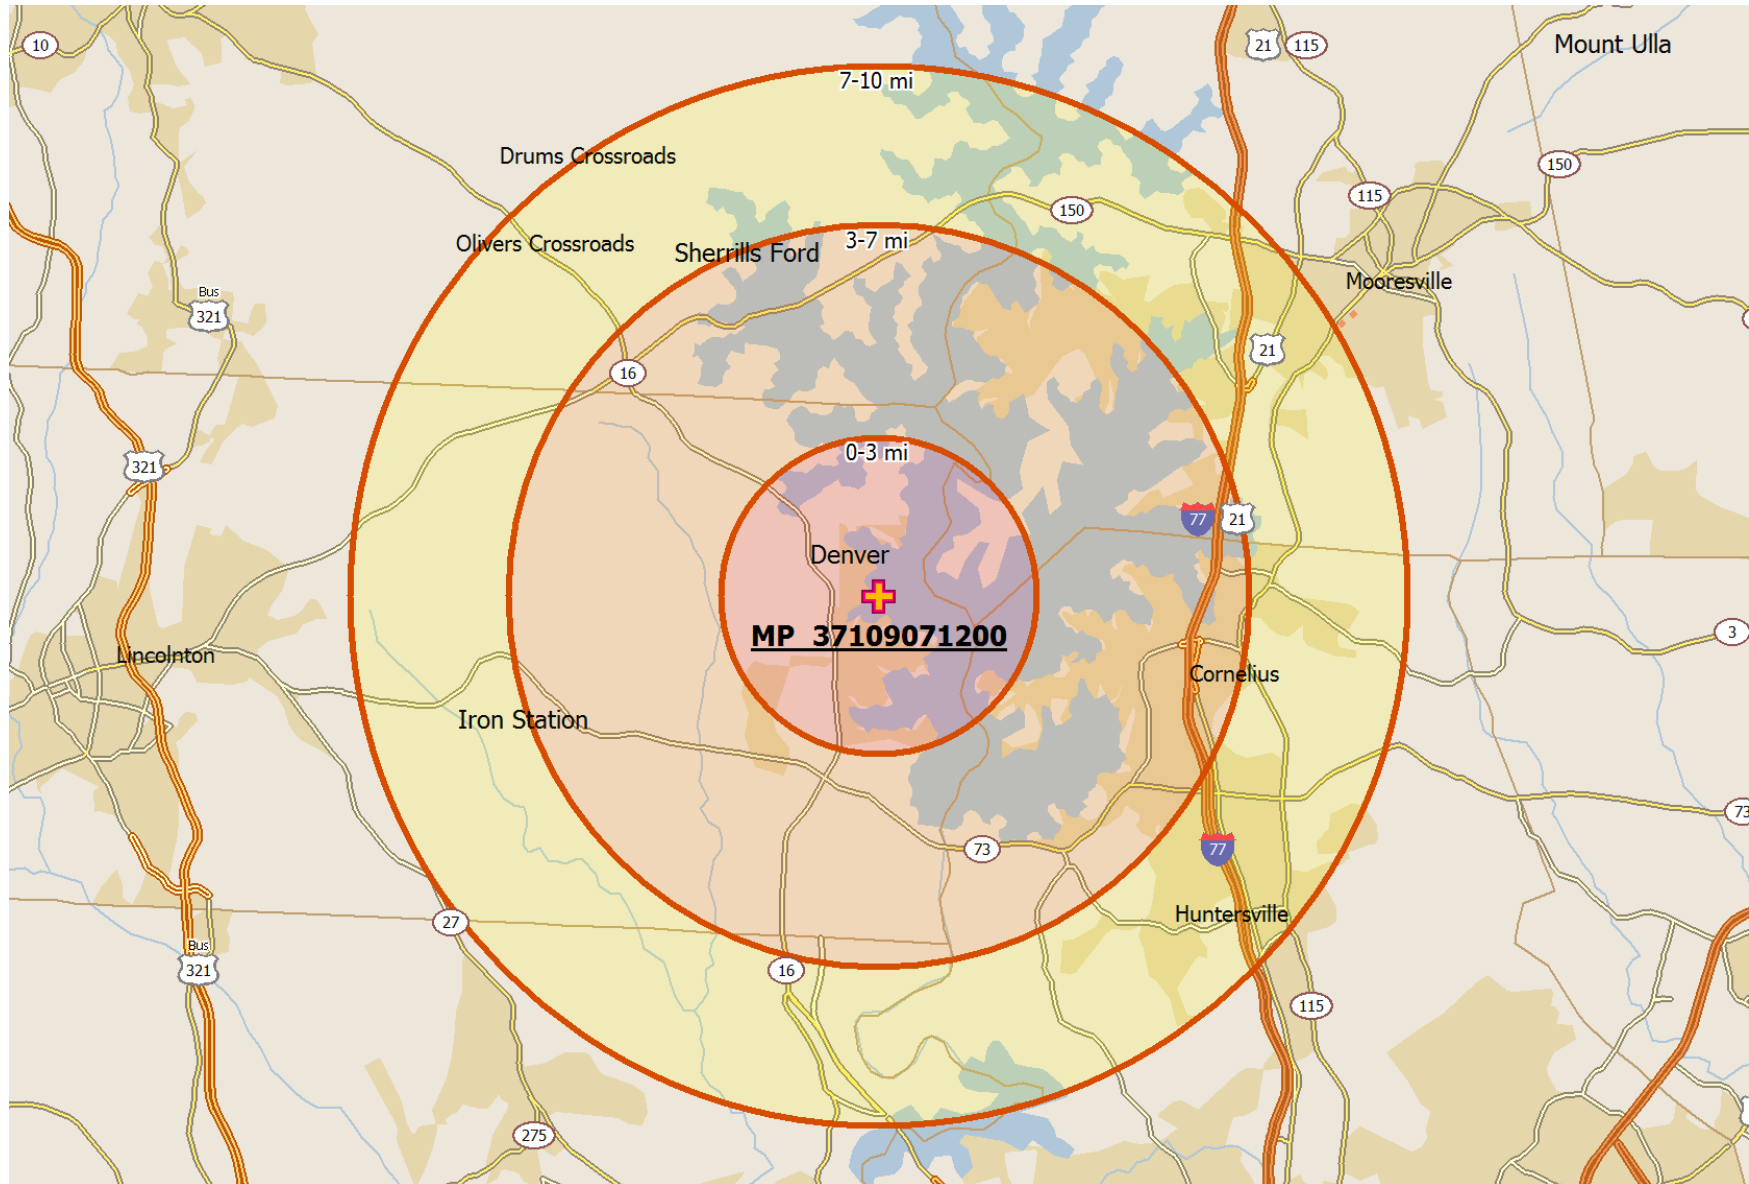 10
21
115
Mount Ulla
7-10 mi
Drums Crossroads
150
115
150
Olivers Crossroads
Sherrills Ford
3-7 mi
Mooresville
Bus
321
21
16
0-3 mi
321
77
21
Denver
MP 37109071200
3
Lincolnton
Cornelius
Iron Station
73
73
77
27
Huntersville
Bus
321
16
115
275